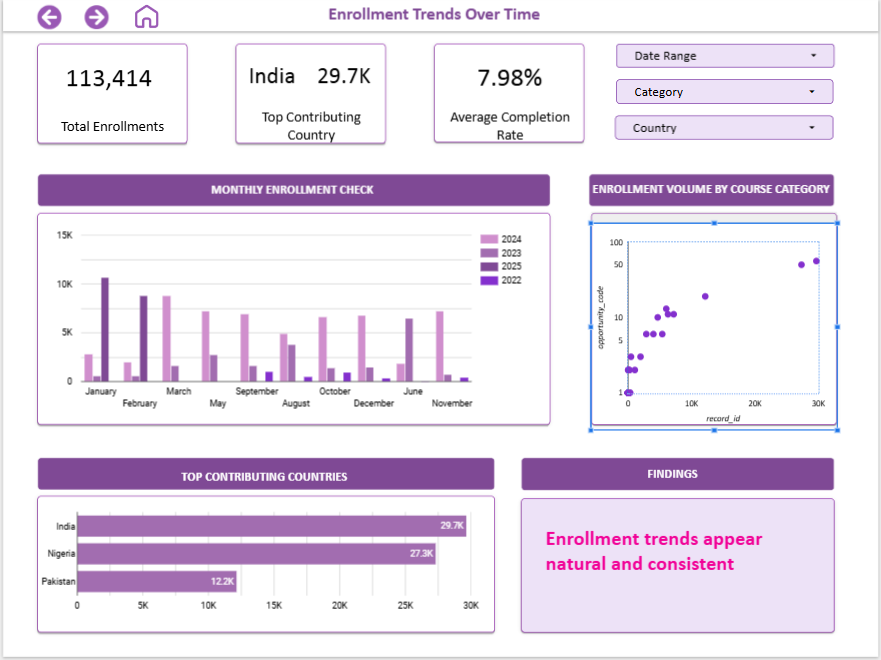 Enrollment Trends Over Time
113,414
Total Enrollments
India 29.7K
Top Contributing
Country
7.98%
Average Completion
Rate
Date Range
Category
Country
MONTHLY ENROLLMENT CHECK
15K
10K
5K
0
January
February
March
May
September
August
October
December
June
November
2024
2023
2025
2022
ENROLLMENT VOLUME BY COURSE CATEGORY
opportunity_code
100
50
10
5
1
0
10K
20K
30K
record_id
TOP CONTRIBUTING COUNTRIES
India
29.7K
Nigeria
27.3K
Pakistan
12.2K
0
5K
10K
15K
20K
25K
30K
FINDINGS
Enrollment trends appear
natural and consistent